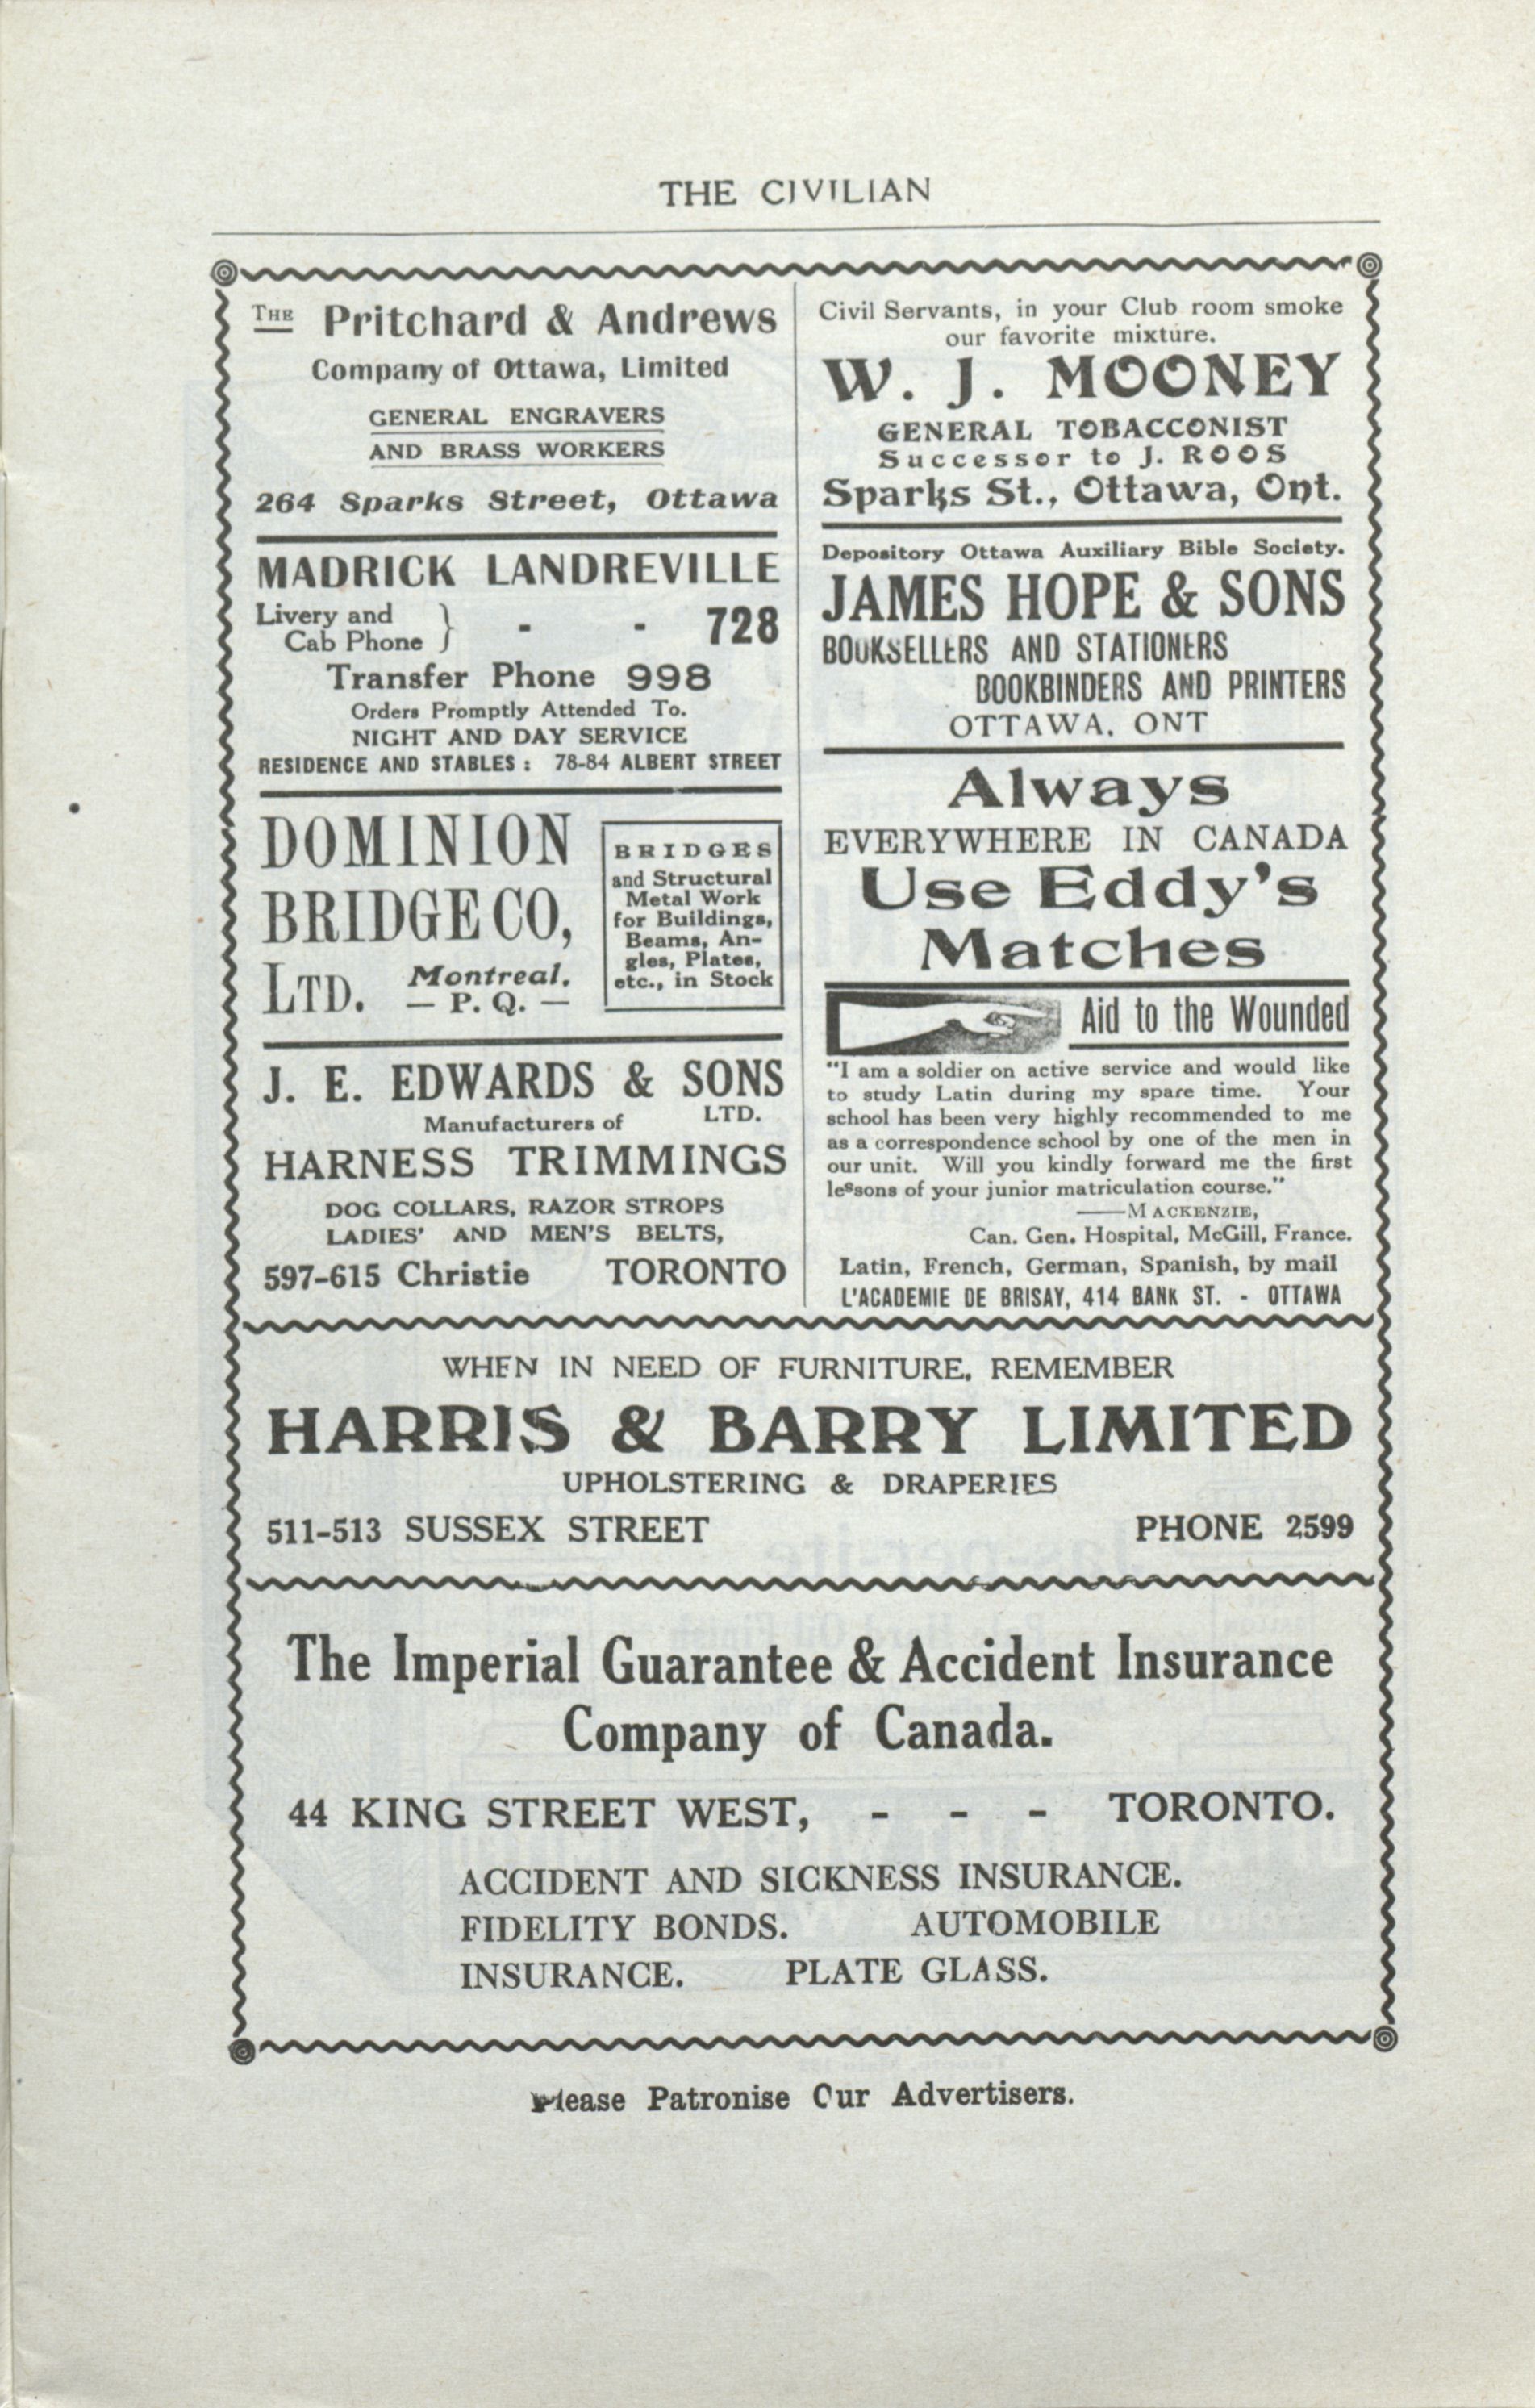 THE CIVILIAN
THE Pritchard & Andrews
Company of Ottawa, Limited
GENERAL ENGRAVERS
AND BRASS WORKERS
264 Sparks Street, Ottawa
MADRICK LANDREVILLE
Livery and
Cab Phone } - - 728
Transfer Phone 998
Orders Promptly Attended To.
NIGHT AND DAY SERVICE
RESIDENCE AND STABLES : 78-84 ALBERT STREET
DOMINION
BRIDGE CO,
LTD. Montreal.
— P. Q. —
BRIDGES
and Structural
Metal Work
for Buildings,
Beams, An-
gles, Plates,
etc., in Stock
J. E. EDWARDS & SONS
Manufacturers of LTD.
HARNESS TRIMMINGS
DOG COLLARS, RAZOR STROPS
LADIES' AND MEN'S BELTS,
597-615 Christie TORONTO
Civil Servants, in your Club room smoke
our favorite mixture.
W. J. MOONEY
GENERAL TOBACCONIST
Successor to J. ROOS
Sparks St., Ottawa, Ont.
Depository Ottawa Auxiliary Bible Society.
JAMES HOPE & SONS
BOOKSELLERS AND STATIONERS
BOOKBINDERS AND PRINTERS
OTTAWA. ONT
Always
EVERYWHERE IN CANADA
Use Eddy's
Matches
Aid to the Wounded
"I am a soldier on active service and would like
to study Latin during my spare time. Your
school has been very highly recommended to me
as a correspondence school by one of the men in
our unit. Will you kindly forward me the first
lessons of your junior matriculation course."
——MACKENZIE,
Can. Gen. Hospital, McGill, France.
Latin, French, German, Spanish, by mail
L'ACADEMIE DE BRISAY, 414 BANK ST. - OTTAWA
WHEN IN NEED OF FURNITURE, REMEMBER
HARRIS & BARRY LIMITED
UPHOLSTERING & DRAPERIES
511-513 SUSSEX STREET PHONE 2599
The Imperial Guarantee & Accident Insurance
Company of Canada.
44 KING STREET WEST, - - - TORONTO.
ACCIDENT AND SICKNESS INSURANCE.
FIDELITY BONDS. AUTOMOBILE
INSURANCE. PLATE GLASS.
Please Patronise Our Advertisers.